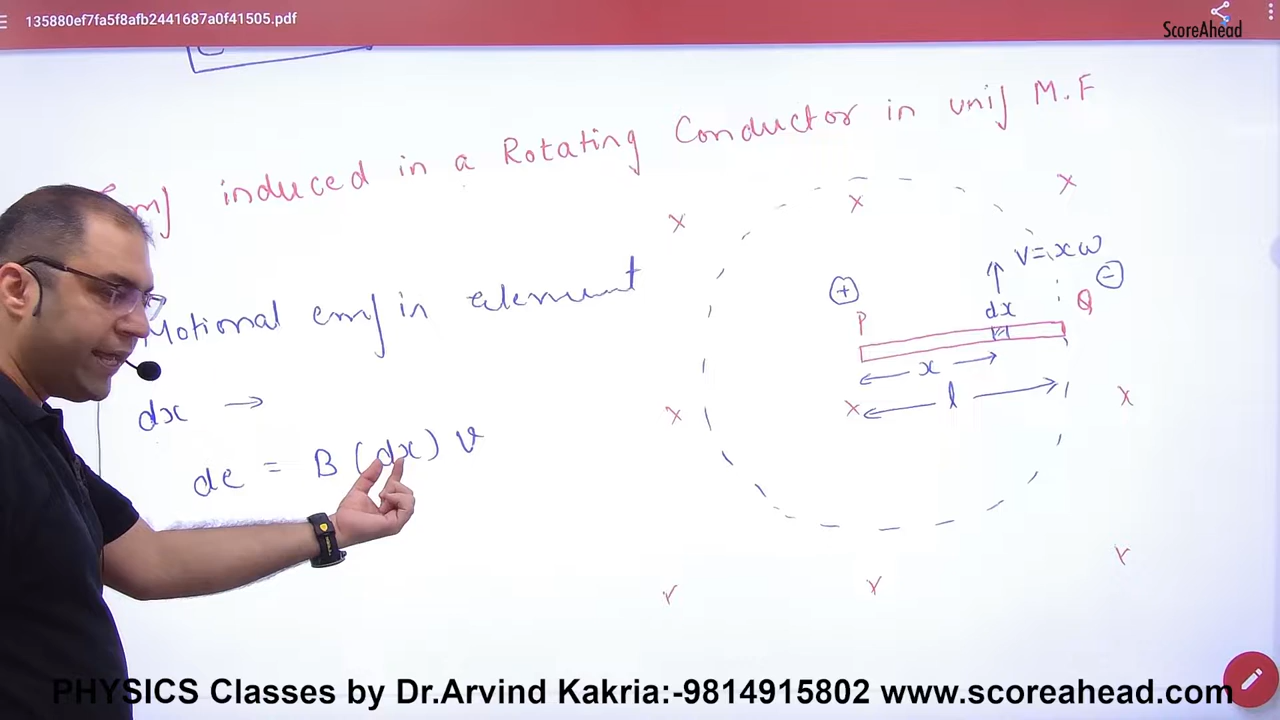 135880ef7fa5f8afb2441687a0f41505.pdf
ScoreAhead
Emf induced in a Rotating Conductor in unif M.F
Motional emf in element
dx →
de = B (dx) v
x x x
V = xω
+ P dx Q -
x
x l x
x x x
PHYSICS Classes by Dr.Arvind Kakria:-9814915802 www.scoreahead.com